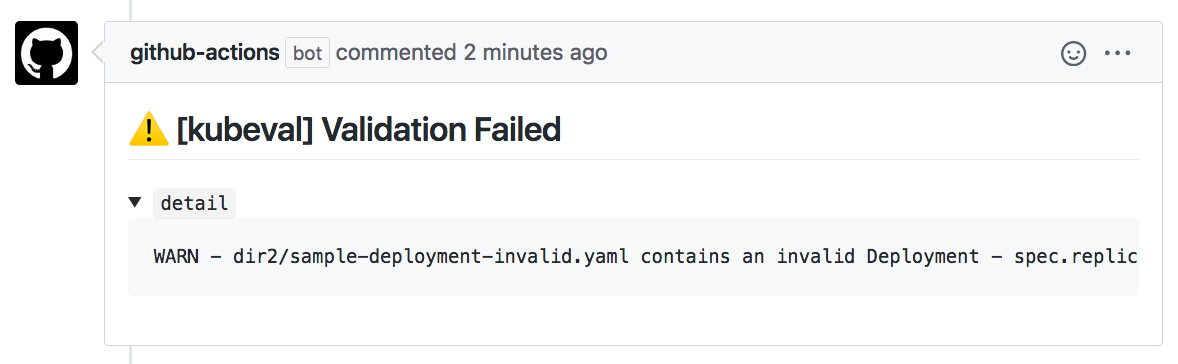 github-actions bot commented 2 minutes ago
[kubeval] Validation Failed
detail
WARN - dir2/sample-deployment-invalid.yaml contains an invalid Deployment - spec.replic